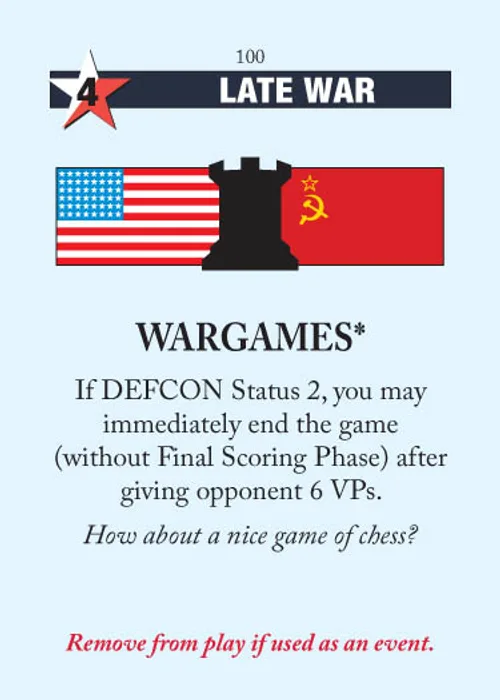 100
4
LATE WAR
WARGAMES*
If DEFCON Status 2, you may
immediately end the game
(without Final Scoring Phase) after
giving opponent 6 VPs.
How about a nice game of chess?
Remove from play if used as an event.